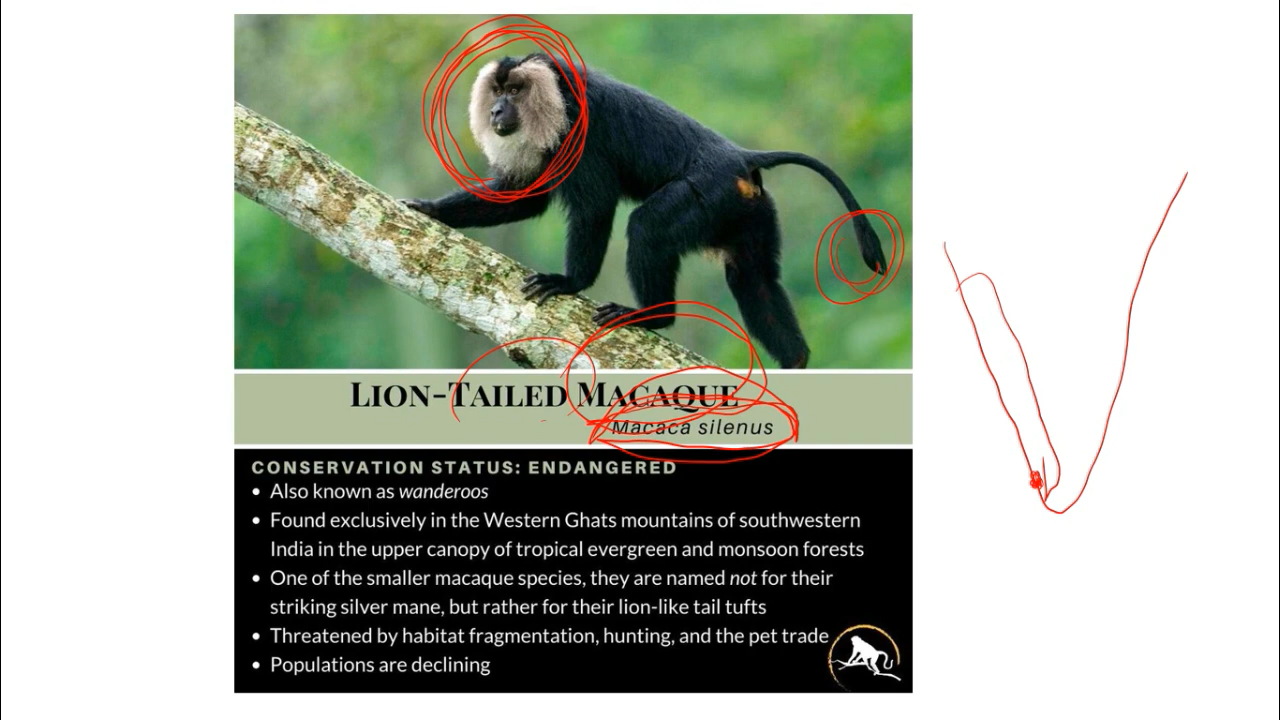 Lion-Tailed Macaque
Macaca silenus
CONSERVATION STATUS: ENDANGERED
• Also known as wanderoos
• Found exclusively in the Western Ghats mountains of southwestern
India in the upper canopy of tropical evergreen and monsoon forests
• One of the smaller macaque species, they are named not for their
striking silver mane, but rather for their lion-like tail tufts
• Threatened by habitat fragmentation, hunting, and the pet trade
• Populations are declining